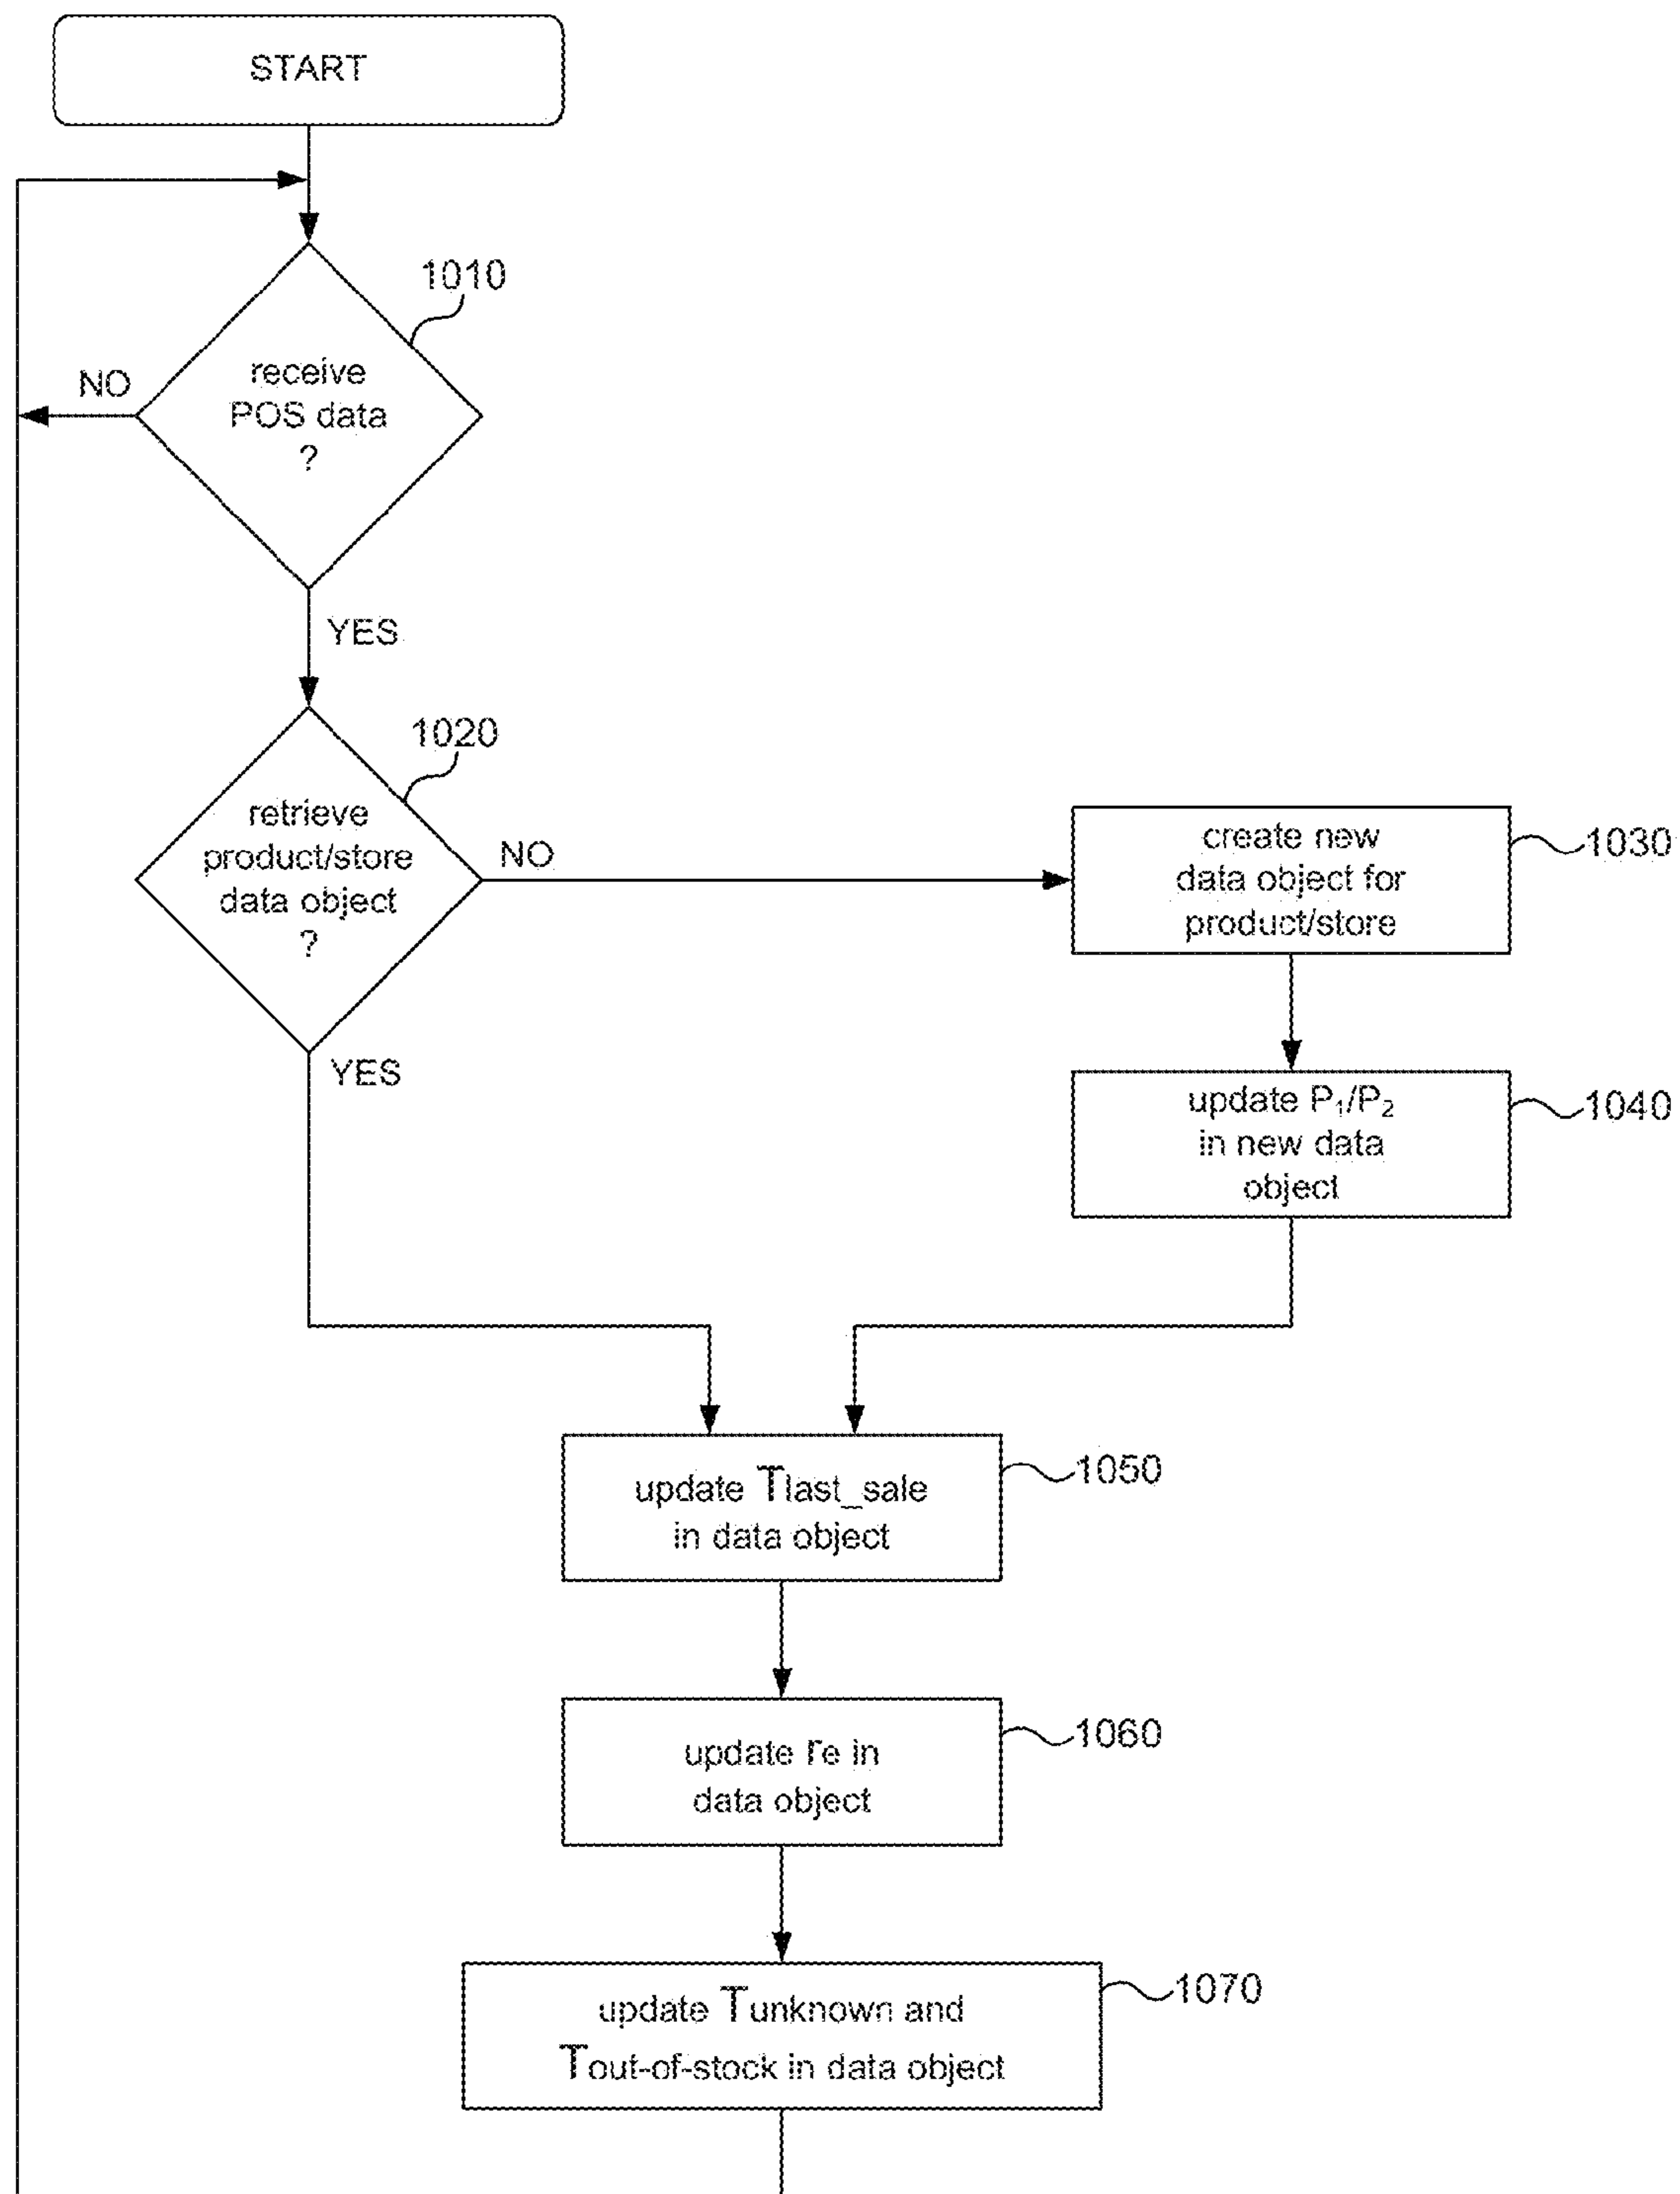 START
1010
receive
POS data
?
NO
YES
1020
retrieve
product/store
data object
?
NO
YES
create new
data object for
product/store
1030
update P₁/P₂
in new data
object
1040
update Tlast_sale
in data object
1050
update re in
data object
1060
update Tunknown and
Tout-of-stock in data object
1070